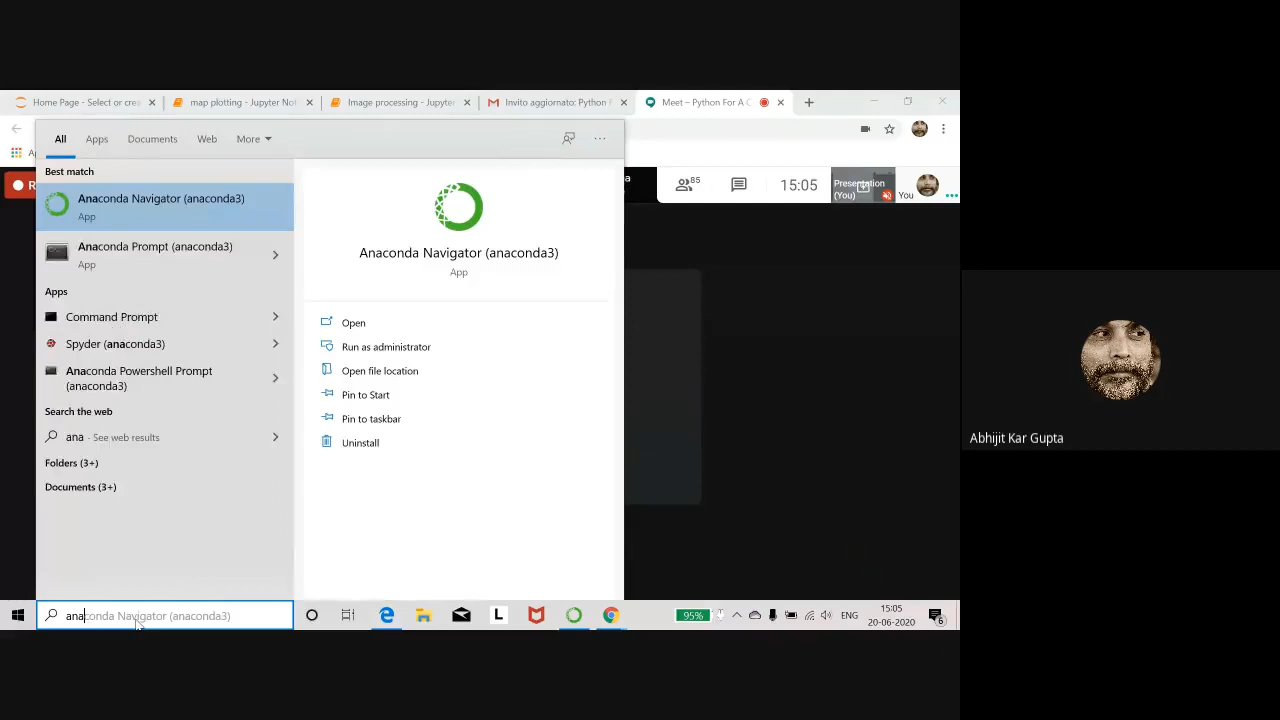 Home Page - Select or crea
map plotting - Jupyter Not
Image processing - Jupyter
Invito aggiornato: Python F
Meet – Python For A C
All
Apps
Documents
Web
More
Best match
Anaconda Navigator (anaconda3)
App
Anaconda Prompt (anaconda3)
App
Apps
Command Prompt
Spyder (anaconda3)
Anaconda Powershell Prompt
(anaconda3)
Search the web
ana - See web results
Folders (3+)
Documents (3+)
Anaconda Navigator (anaconda3)
App
Open
Run as administrator
Open file location
Pin to Start
Pin to taskbar
Uninstall
85
15:05
Presentation
(You)
You
Abhijit Kar Gupta
anaconda Navigator (anaconda3)
95%
ENG
15:05
20-06-2020
6